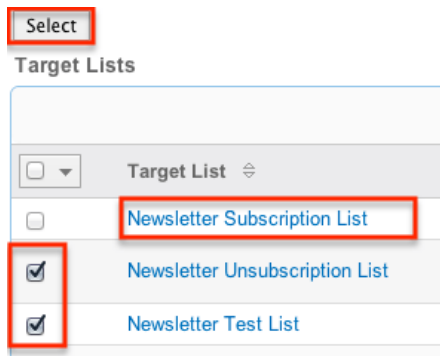 Select
Target Lists
Target List
Newsletter Subscription List
Newsletter Unsubscription List
Newsletter Test List